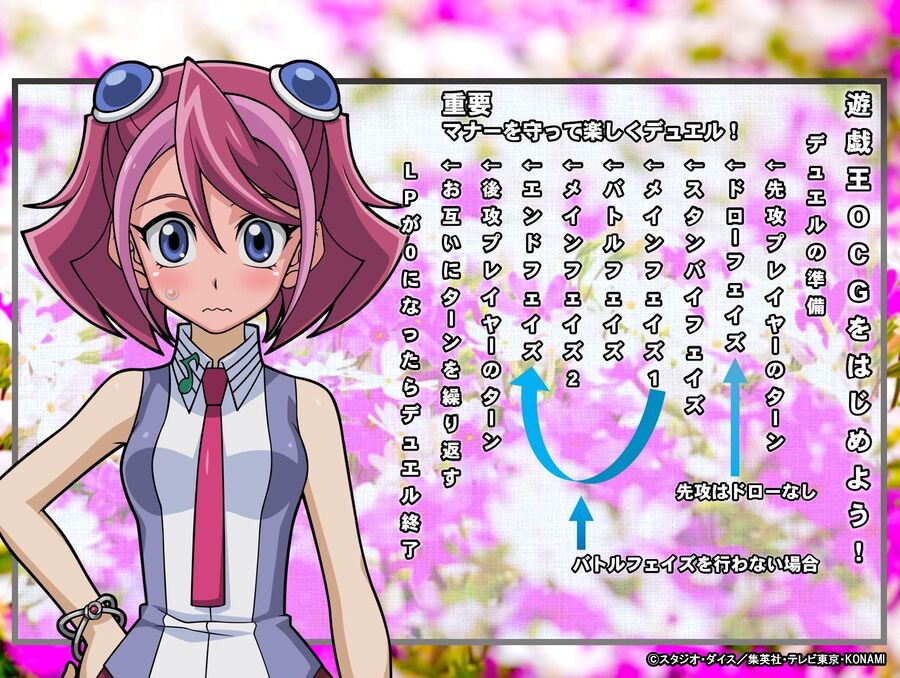 遊戯王OCGをはじめよう!
デュエルの準備
←先攻プレイヤーのターン
←ドローフェイズ
先攻はドローなし
←スタンバイフェイズ
←メインフェイズ1
←バトルフェイズ
←メインフェイズ2
←エンドフェイズ
バトルフェイズを行わない場合
←後攻プレイヤーのターン
←お互いにターンを繰り返す
LPが0になったらデュエル終了
重要
マナーを守って楽しくデュエル!
©スタジオ・ダイス/集英社・テレビ東京・KONAMI